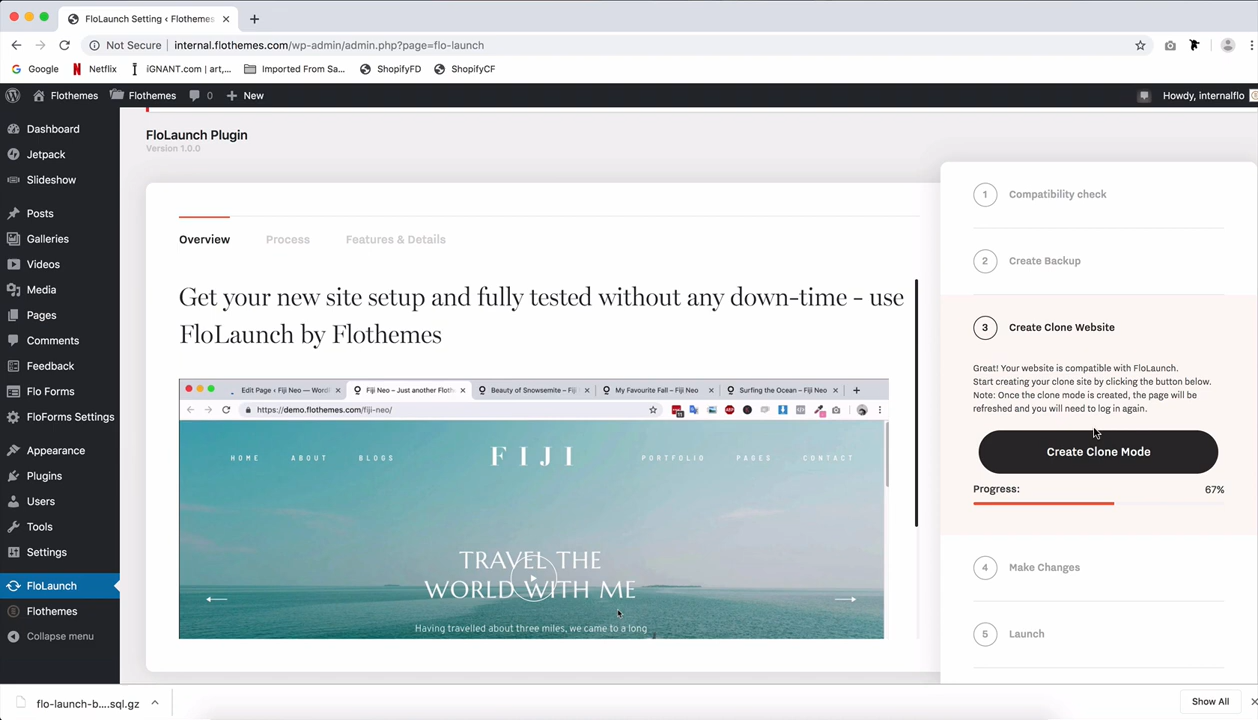 FloLaunch Setting ‹ Flothemes
Not Secure
internal.flothemes.com/wp-admin/admin.php?page=flo-launch
Google
Netflix
iGNANT.com | art,...
Imported From Sa...
ShopifyFD
ShopifyCF
Flothemes
Flothemes
0
New
Howdy, internalflo
Dashboard
Jetpack
Slideshow
Posts
Galleries
Videos
Media
Pages
Comments
Feedback
Flo Forms
FloForms Settings
Appearance
Plugins
Users
Tools
Settings
FloLaunch
Flothemes
Collapse menu
FloLaunch Plugin
Version 1.0.0
Overview
Process
Features & Details
Get your new site setup and fully tested without any down-time - use
FloLaunch by Flothemes
Edit Page ‹ Fiji Neo — Word
Fiji Neo – Just another Floth
Beauty of Snowsemite – Fiji
My Favourite Fall – Fiji Neo
Surfing the Ocean – Fiji Neo
https://demo.flothemes.com/fiji-neo/
HOME
ABOUT
BLOGS
FIJI
PORTFOLIO
PAGES
CONTACT
TRAVEL THE
WORLD WITH ME
Having travelled about three miles, we came to a long
1
Compatibility check
2
Create Backup
3
Create Clone Website
Great! Your website is compatible with FloLaunch.
Start creating your clone site by clicking the button below.
Note: Once the clone mode is created, the page will be
refreshed and you will need to log in again.
Create Clone Mode
Progress:
67%
4
Make Changes
5
Launch
flo-launch-b....sql.gz
Show All